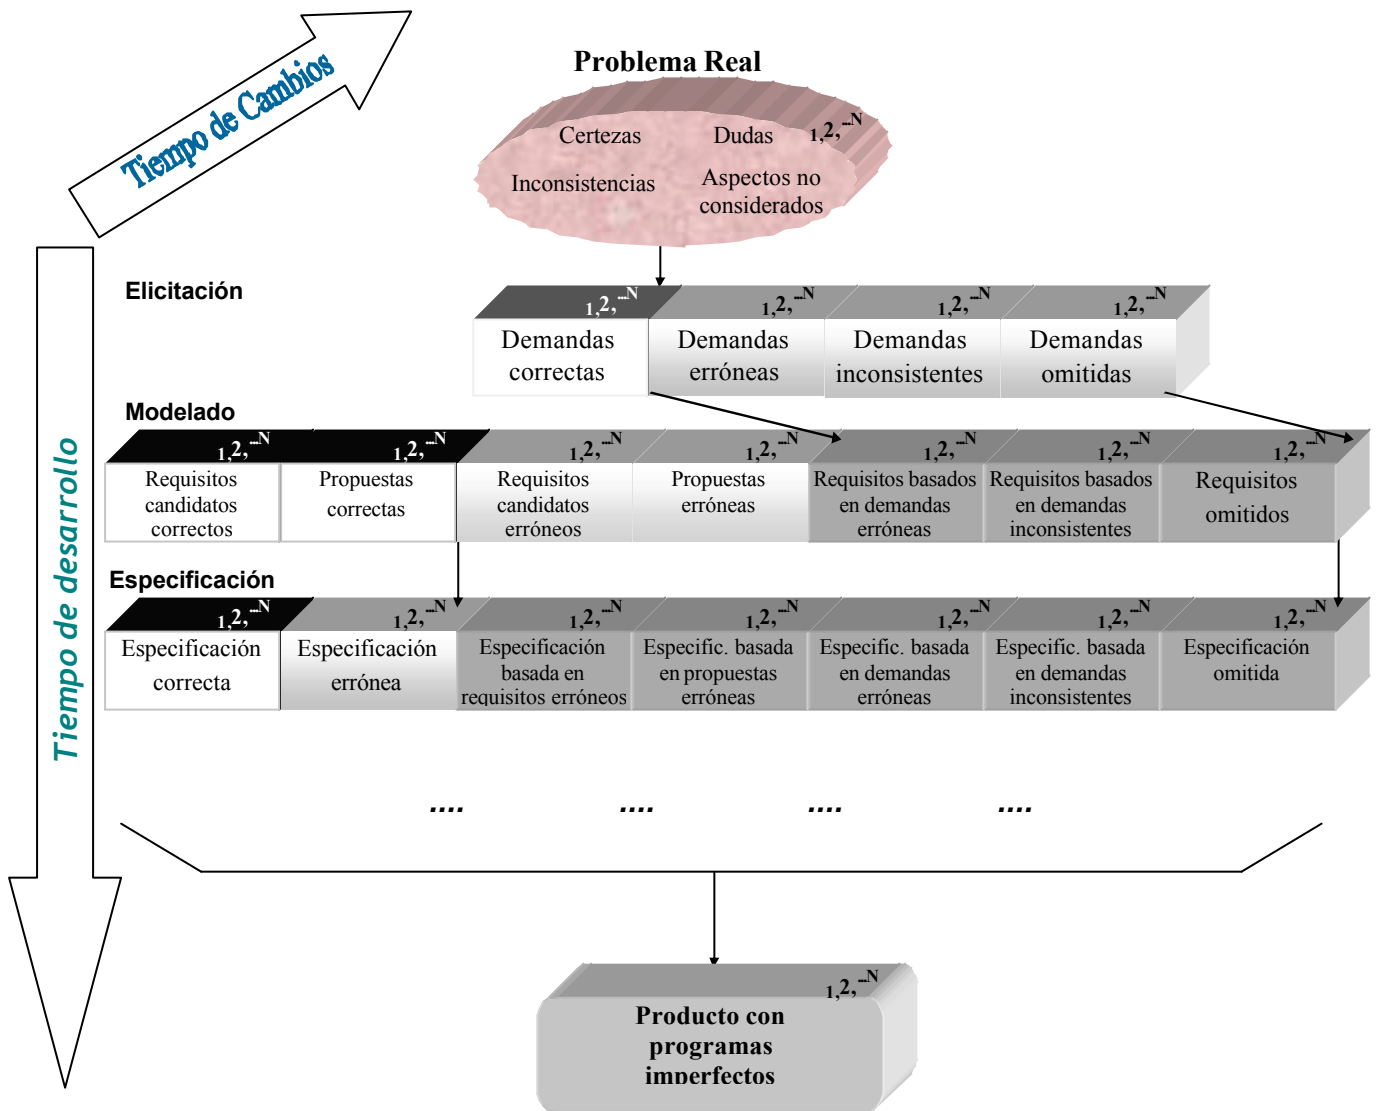 Tiempo de Cambios
Problema Real
Certezas
Dudas
1,2,...N
Inconsistencias
Aspectos no
considerados
Elicitación
1,2,...N
1,2,...N
1,2,...N
1,2,...N
Demandas
correctas
Demandas
erróneas
Demandas
inconsistentes
Demandas
omitidas
Modelado
1,2,...N
1,2,...N
1,2,...N
1,2,...N
1,2,...N
1,2,...N
1,2,...N
Requisitos
candidatos
correctos
Propuestas
correctas
Requisitos
candidatos
erróneos
Propuestas
erróneas
Requisitos basados
en demandas
erróneas
Requisitos basados
en demandas
inconsistentes
Requisitos
omitidos
Tiempo de desarrollo
Especificación
1,2,...N
1,2,...N
1,2,...N
1,2,...N
1,2,...N
1,2,...N
1,2,...N
Especificación
correcta
Especificación
errónea
Especificación
basada en
requisitos erróneos
Especific. basada
en propuestas
erróneas
Especific. basada
en demandas
erróneas
Especific. basada
en demandas
inconsistentes
Especificación
omitida
.... .... .... ....
1,2,...N
Producto con
programas
imperfectos